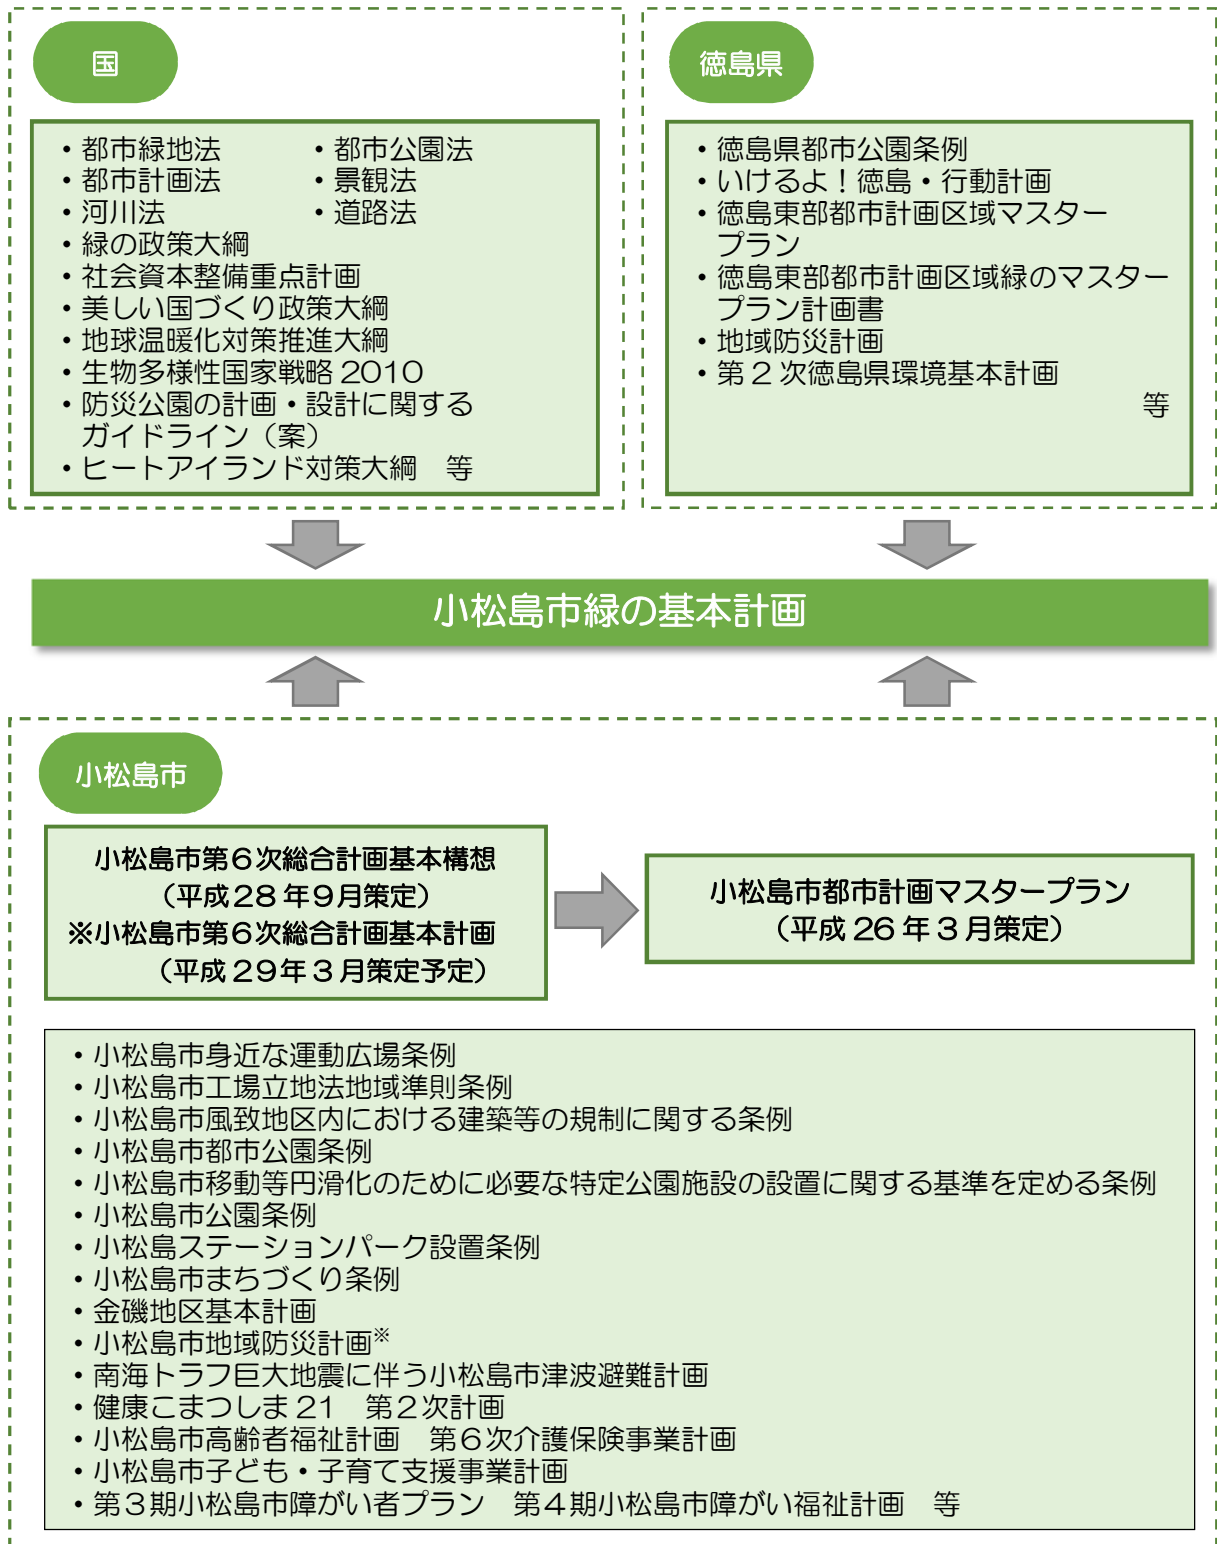 国
・都市緑地法　・都市公園法
・都市計画法　・景観法
・河川法　・道路法
・緑の政策大綱
・社会資本整備重点計画
・美しい国づくり政策大綱
・地球温暖化対策推進大綱
・生物多様性国家戦略 2010
・防災公園の計画・設計に関する
ガイドライン（案）
・ヒートアイランド対策大綱　等
徳島県
・徳島県都市公園条例
・いけるよ！徳島・行動計画
・徳島東部都市計画区域マスター
プラン
・徳島東部都市計画区域緑のマスター
プラン計画書
・地域防災計画
・第２次徳島県環境基本計画
等
小松島市緑の基本計画
小松島市
小松島市第６次総合計画基本構想
（平成28年９月策定）
※小松島市第６次総合計画基本計画
（平成29年３月策定予定）
小松島市都市計画マスタープラン
（平成26年３月策定）
・小松島市身近な運動広場条例
・小松島市工場立地法地域準則条例
・小松島市風致地区内における建築等の規制に関する条例
・小松島市都市公園条例
・小松島市移動等円滑化のために必要な特定公園施設の設置に関する基準を定める条例
・小松島市公園条例
・小松島ステーションパーク設置条例
・小松島市まちづくり条例
・金磯地区基本計画
・小松島市地域防災計画※
・南海トラフ巨大地震に伴う小松島市津波避難計画
・健康こまつしま 21　第２次計画
・小松島市高齢者福祉計画　第６次介護保険事業計画
・小松島市子ども・子育て支援事業計画
・第３期小松島市障がい者プラン　第４期小松島市障がい福祉計画　等